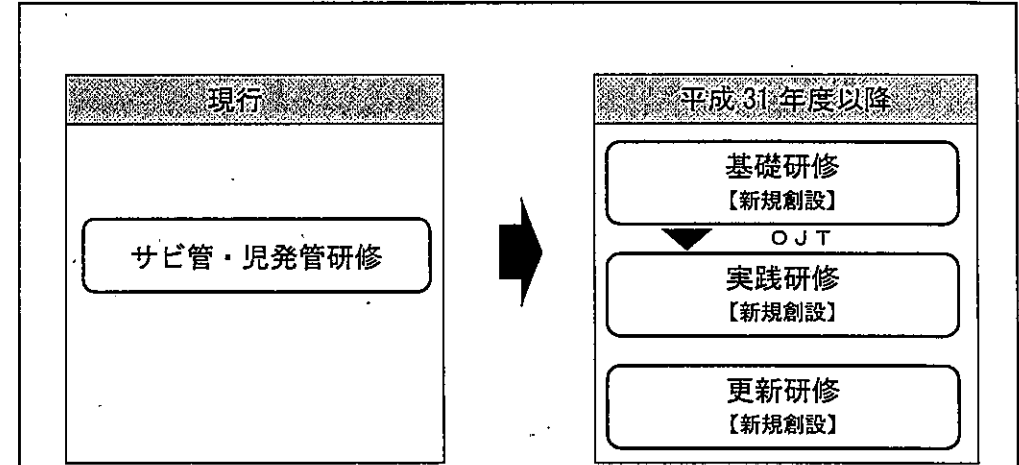 現行
サビ管・児発管研修
平成 31 年度以降
基礎研修
【新規創設】
OJT
実践研修
【新規創設】
更新研修
【新規創設】